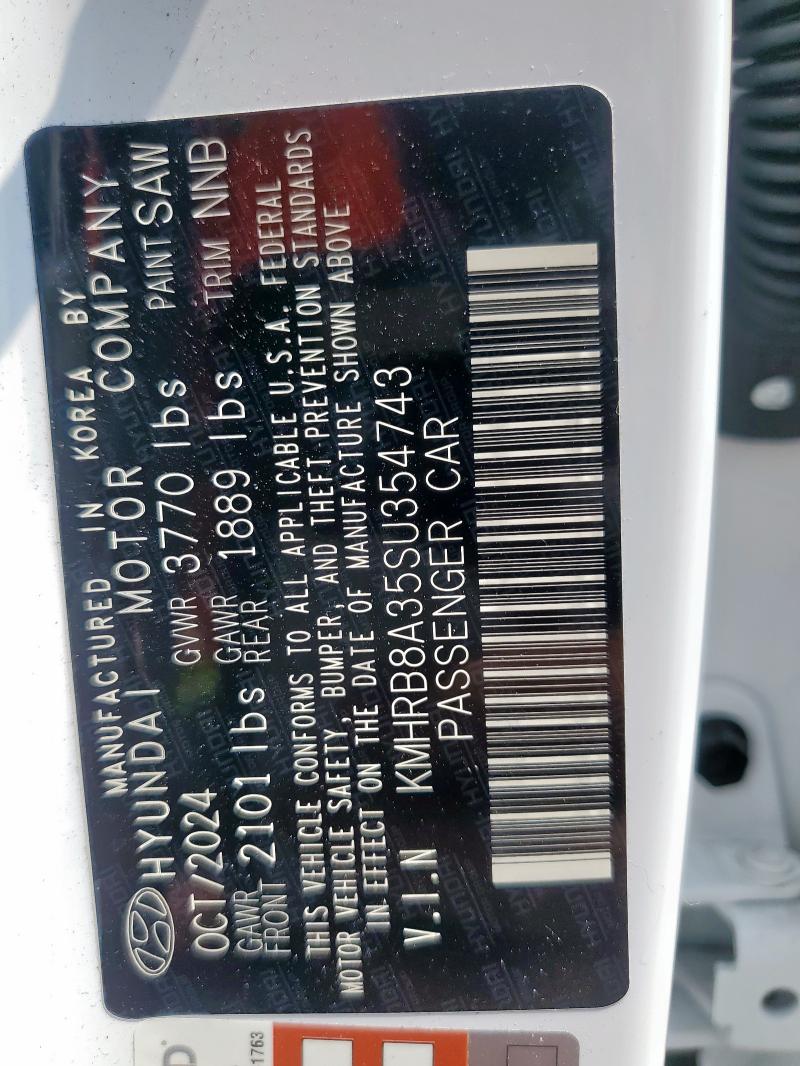 MANUFACTURED IN KOREA BY
HYUNDAI MOTOR COMPANY
OCT/2024 GVWR 3770 lbs PAINT SAW
GAWR FRONT 2101 lbs GAWR REAR 1889 lbs TRIM NNB
THIS VEHICLE CONFORMS TO ALL APPLICABLE U.S.A. FEDERAL
MOTOR VEHICLE SAFETY, BUMPER, AND THEFT PREVENTION STANDARDS
IN EFFECT ON THE DATE OF MANUFACTURE SHOWN ABOVE
V.I.N KMHRB8A35SU354743
PASSENGER CAR
1763